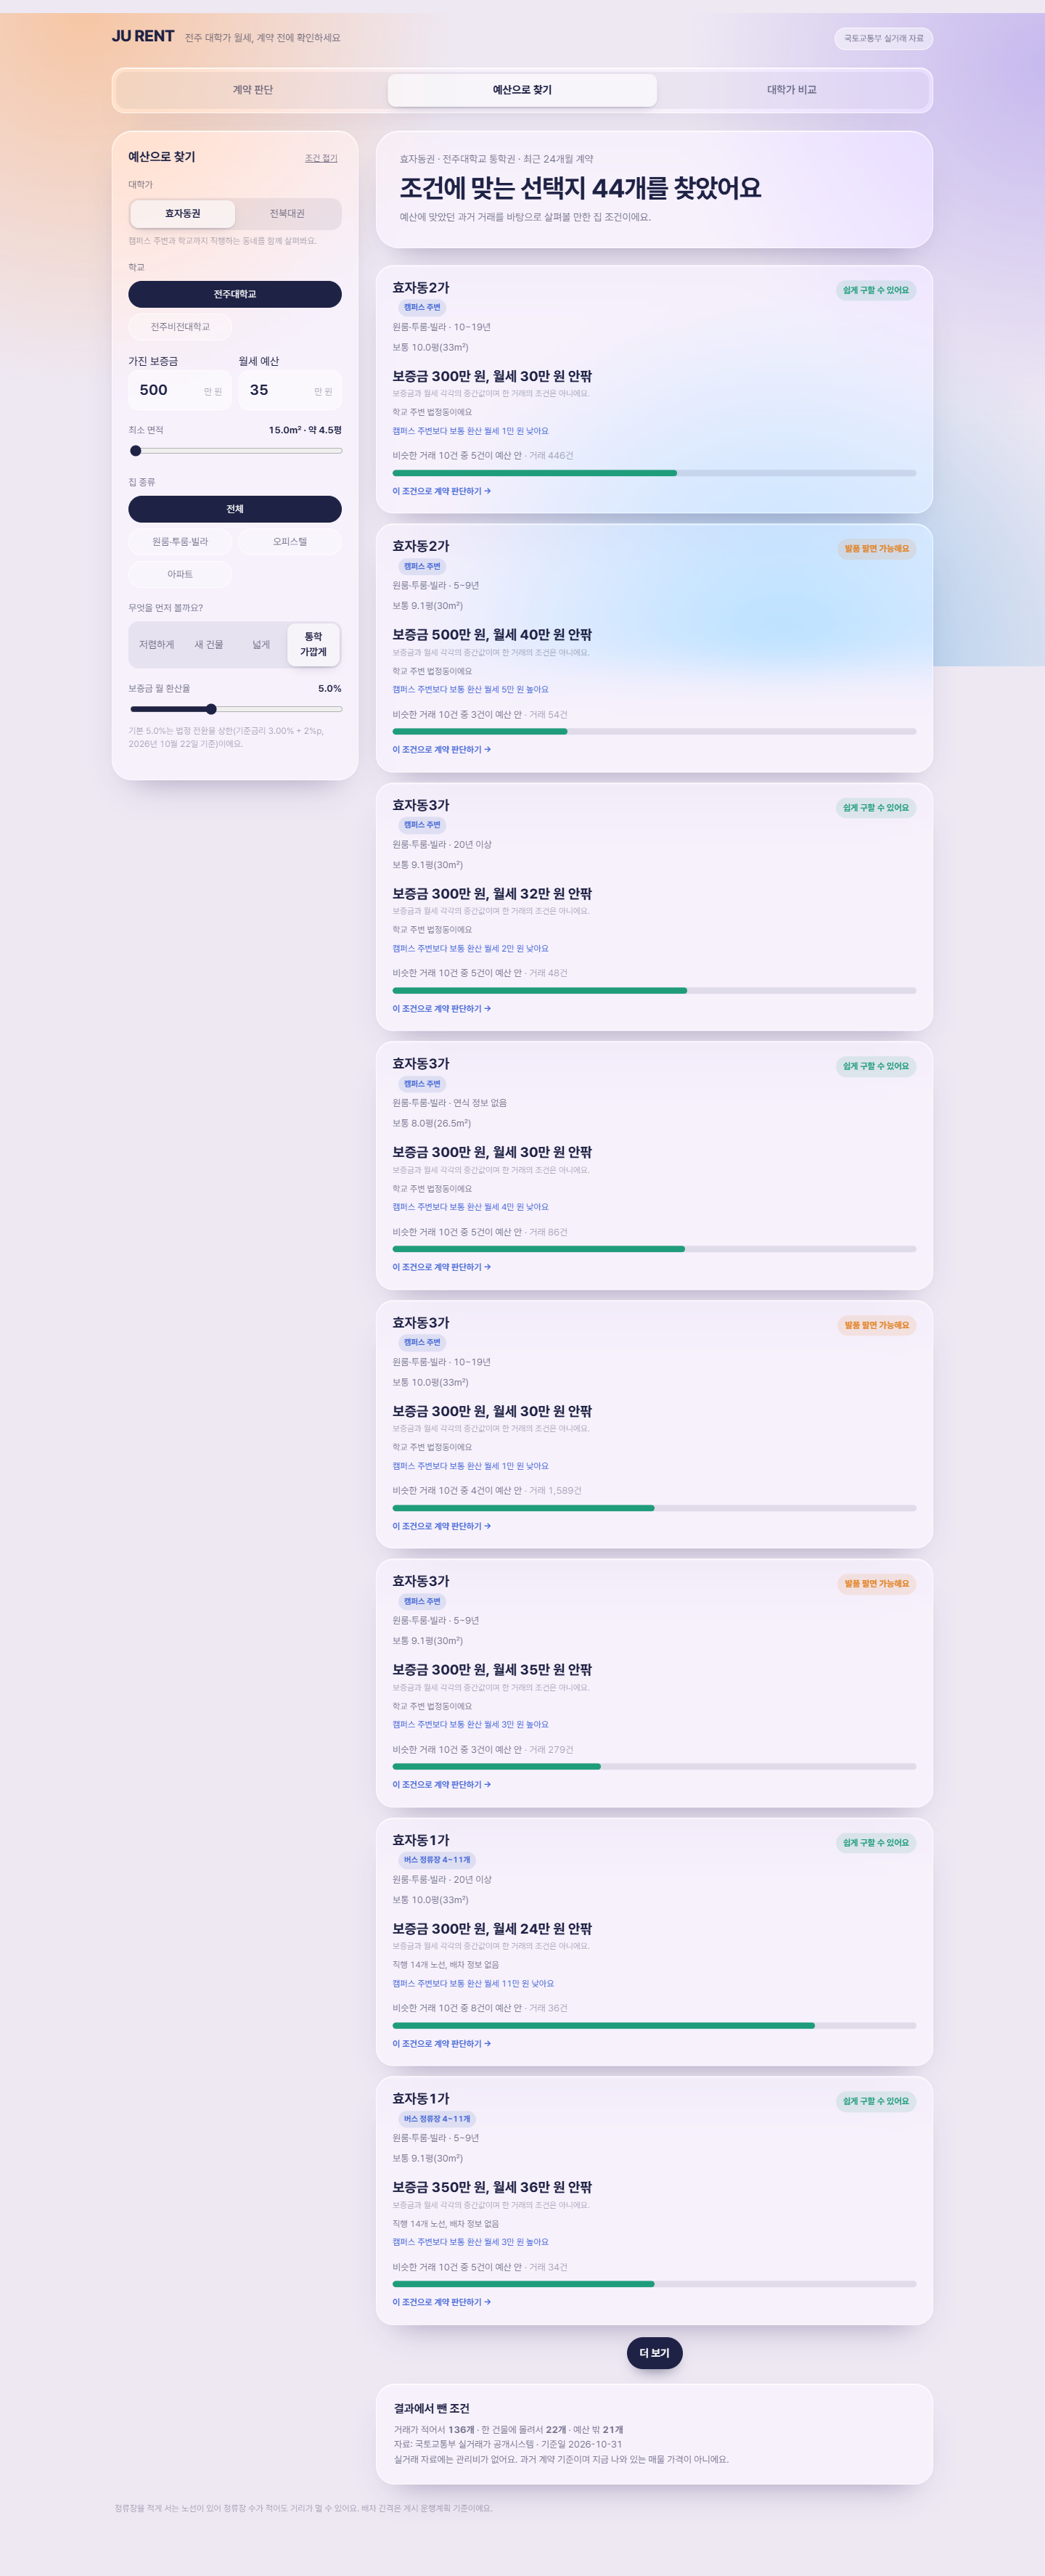 JU RENT
전주 대학가 월세, 계약 전에 확인하세요
국토교통부 실거래 자료
계약 판단
예산으로 찾기
대학가 비교
예산으로 찾기
조건 접기
대학가
효자동권
전북대권
캠퍼스 주변과 학교까지 직행하는 동네를 함께 살펴봐요.
학교
전주대학교
전주비전대학교
가진 보증금
월세 예산
500 만 원
35 만 원
최소 면적
15.0m² · 약 4.5평
집 종류
전체
원룸·투룸·빌라
오피스텔
아파트
무엇을 먼저 볼까요?
저렴하게
새 건물
넓게
통학
가깝게
보증금 월 환산율
5.0%
기본 5.0%는 법정 전환율 상한(기준금리 3.00% + 2%p,
2026년 10월 22일 기준)이에요.
효자동권 · 전주대학교 통학권 · 최근 24개월 계약
조건에 맞는 선택지 44개를 찾았어요
예산에 맞았던 과거 거래를 바탕으로 살펴볼 만한 집 조건이에요.
효자동2가
쉽게 구할 수 있어요
캠퍼스 주변
원룸·투룸·빌라 · 10~19년
보통 10.0평(33m²)
보증금 300만 원, 월세 30만 원 안팎
보증금과 월세 각각의 중간값이며 한 거래의 조건은 아니에요.
학교 주변 법정동이에요
캠퍼스 주변보다 보통 환산 월세 1만 원 낮아요
비슷한 거래 10건 중 5건이 예산 안 · 거래 446건
이 조건으로 계약 판단하기 →
효자동2가
발품 팔면 가능해요
캠퍼스 주변
원룸·투룸·빌라 · 5~9년
보통 9.1평(30m²)
보증금 500만 원, 월세 40만 원 안팎
보증금과 월세 각각의 중간값이며 한 거래의 조건은 아니에요.
학교 주변 법정동이에요
캠퍼스 주변보다 보통 환산 월세 5만 원 높아요
비슷한 거래 10건 중 3건이 예산 안 · 거래 54건
이 조건으로 계약 판단하기 →
효자동3가
쉽게 구할 수 있어요
캠퍼스 주변
원룸·투룸·빌라 · 20년 이상
보통 9.1평(30m²)
보증금 300만 원, 월세 32만 원 안팎
보증금과 월세 각각의 중간값이며 한 거래의 조건은 아니에요.
학교 주변 법정동이에요
캠퍼스 주변보다 보통 환산 월세 2만 원 낮아요
비슷한 거래 10건 중 5건이 예산 안 · 거래 48건
이 조건으로 계약 판단하기 →
효자동3가
쉽게 구할 수 있어요
캠퍼스 주변
원룸·투룸·빌라 · 연식 정보 없음
보통 8.0평(26.5m²)
보증금 300만 원, 월세 30만 원 안팎
보증금과 월세 각각의 중간값이며 한 거래의 조건은 아니에요.
학교 주변 법정동이에요
캠퍼스 주변보다 보통 환산 월세 4만 원 낮아요
비슷한 거래 10건 중 5건이 예산 안 · 거래 86건
이 조건으로 계약 판단하기 →
효자동3가
발품 팔면 가능해요
캠퍼스 주변
원룸·투룸·빌라 · 10~19년
보통 10.0평(33m²)
보증금 300만 원, 월세 30만 원 안팎
보증금과 월세 각각의 중간값이며 한 거래의 조건은 아니에요.
학교 주변 법정동이에요
캠퍼스 주변보다 보통 환산 월세 1만 원 낮아요
비슷한 거래 10건 중 4건이 예산 안 · 거래 1,589건
이 조건으로 계약 판단하기 →
효자동3가
발품 팔면 가능해요
캠퍼스 주변
원룸·투룸·빌라 · 5~9년
보통 9.1평(30m²)
보증금 300만 원, 월세 35만 원 안팎
보증금과 월세 각각의 중간값이며 한 거래의 조건은 아니에요.
학교 주변 법정동이에요
캠퍼스 주변보다 보통 환산 월세 3만 원 높아요
비슷한 거래 10건 중 3건이 예산 안 · 거래 279건
이 조건으로 계약 판단하기 →
효자동1가
쉽게 구할 수 있어요
버스 정류장 4~11개
원룸·투룸·빌라 · 20년 이상
보통 10.0평(33m²)
보증금 300만 원, 월세 24만 원 안팎
보증금과 월세 각각의 중간값이며 한 거래의 조건은 아니에요.
직행 14개 노선, 배차 정보 없음
캠퍼스 주변보다 보통 환산 월세 11만 원 낮아요
비슷한 거래 10건 중 8건이 예산 안 · 거래 36건
이 조건으로 계약 판단하기 →
효자동1가
쉽게 구할 수 있어요
버스 정류장 4~11개
원룸·투룸·빌라 · 5~9년
보통 9.1평(30m²)
보증금 350만 원, 월세 36만 원 안팎
보증금과 월세 각각의 중간값이며 한 거래의 조건은 아니에요.
직행 14개 노선, 배차 정보 없음
캠퍼스 주변보다 보통 환산 월세 3만 원 높아요
비슷한 거래 10건 중 5건이 예산 안 · 거래 34건
이 조건으로 계약 판단하기 →
더 보기
결과에서 뺀 조건
거래가 적어서 136개 · 한 건물에 몰려서 22개 · 예산 밖 21개
자료: 국토교통부 실거래가 공개시스템 · 기준일 2026-10-31
실거래 자료에는 관리비가 없어요. 과거 계약 기준이며 지금 나와 있는 매물 가격이 아니에요.
정류장을 적게 서는 노선이 있어 정류장 수가 적어도 거리가 멀 수 있어요. 배차 간격은 게시 운행계획 기준이에요.